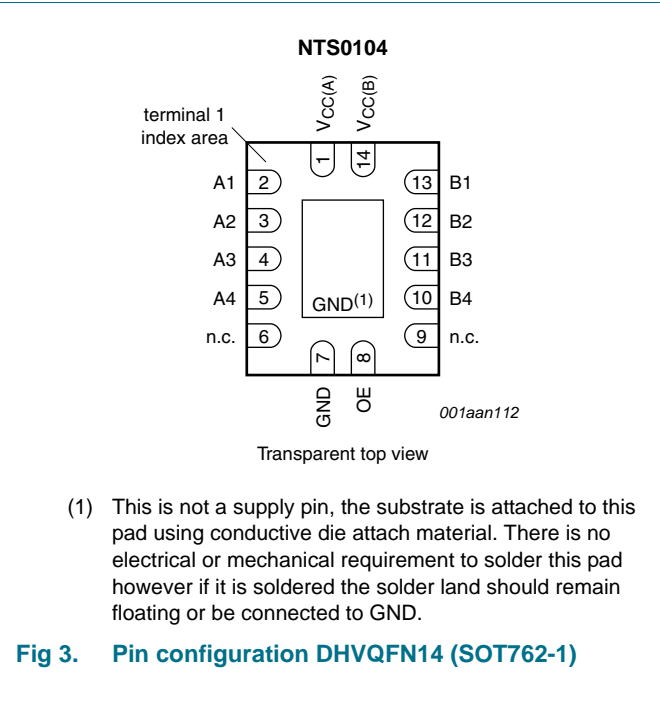 NTS0104
VCC(A)
VCC(B)
terminal 1
index area
1
14
A1 2 13 B1
A2 3 12 B2
A3 4 11 B3
A4 5 10 B4
GND(1)
n.c. 6 9 n.c.
7
8
GND
OE
001aan112
Transparent top view
(1) This is not a supply pin, the substrate is attached to this
pad using conductive die attach material. There is no
electrical or mechanical requirement to solder this pad
however if it is soldered the solder land should remain
floating or be connected to GND.
Fig 3. Pin configuration DHVQFN14 (SOT762-1)